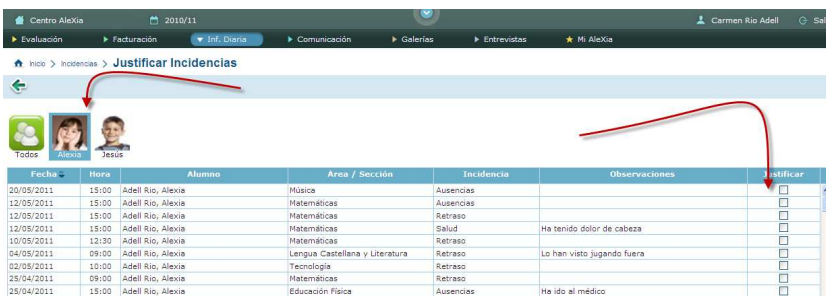 Centro AleXia 2010/11 Carmen Rio Adell Sal
Evaluación Facturación Inf. Diaria Comunicación Galerías Entrevistas Mi AleXia
Inicio > Incidencias > Justificar Incidencias
Todos Alexia Jesús
Fecha Hora Alumno Área / Sección Incidencia Observaciones Justificar
20/05/2011 15:00 Adell Rio, Alexia Música Ausencias
12/05/2011 15:00 Adell Rio, Alexia Matemáticas Ausencias
12/05/2011 15:00 Adell Rio, Alexia Matemáticas Retraso
12/05/2011 15:00 Adell Rio, Alexia Matemáticas Salud Ha tenido dolor de cabeza
10/05/2011 12:30 Adell Rio, Alexia Matemáticas Retraso
04/05/2011 09:00 Adell Rio, Alexia Lengua Castellana y Literatura Retraso Lo han visto jugando fuera
02/05/2011 10:00 Adell Rio, Alexia Tecnología Retraso
25/04/2011 09:00 Adell Rio, Alexia Matemáticas Retraso
25/04/2011 15:00 Adell Rio, Alexia Educación Física Ausencias Ha ido al médico